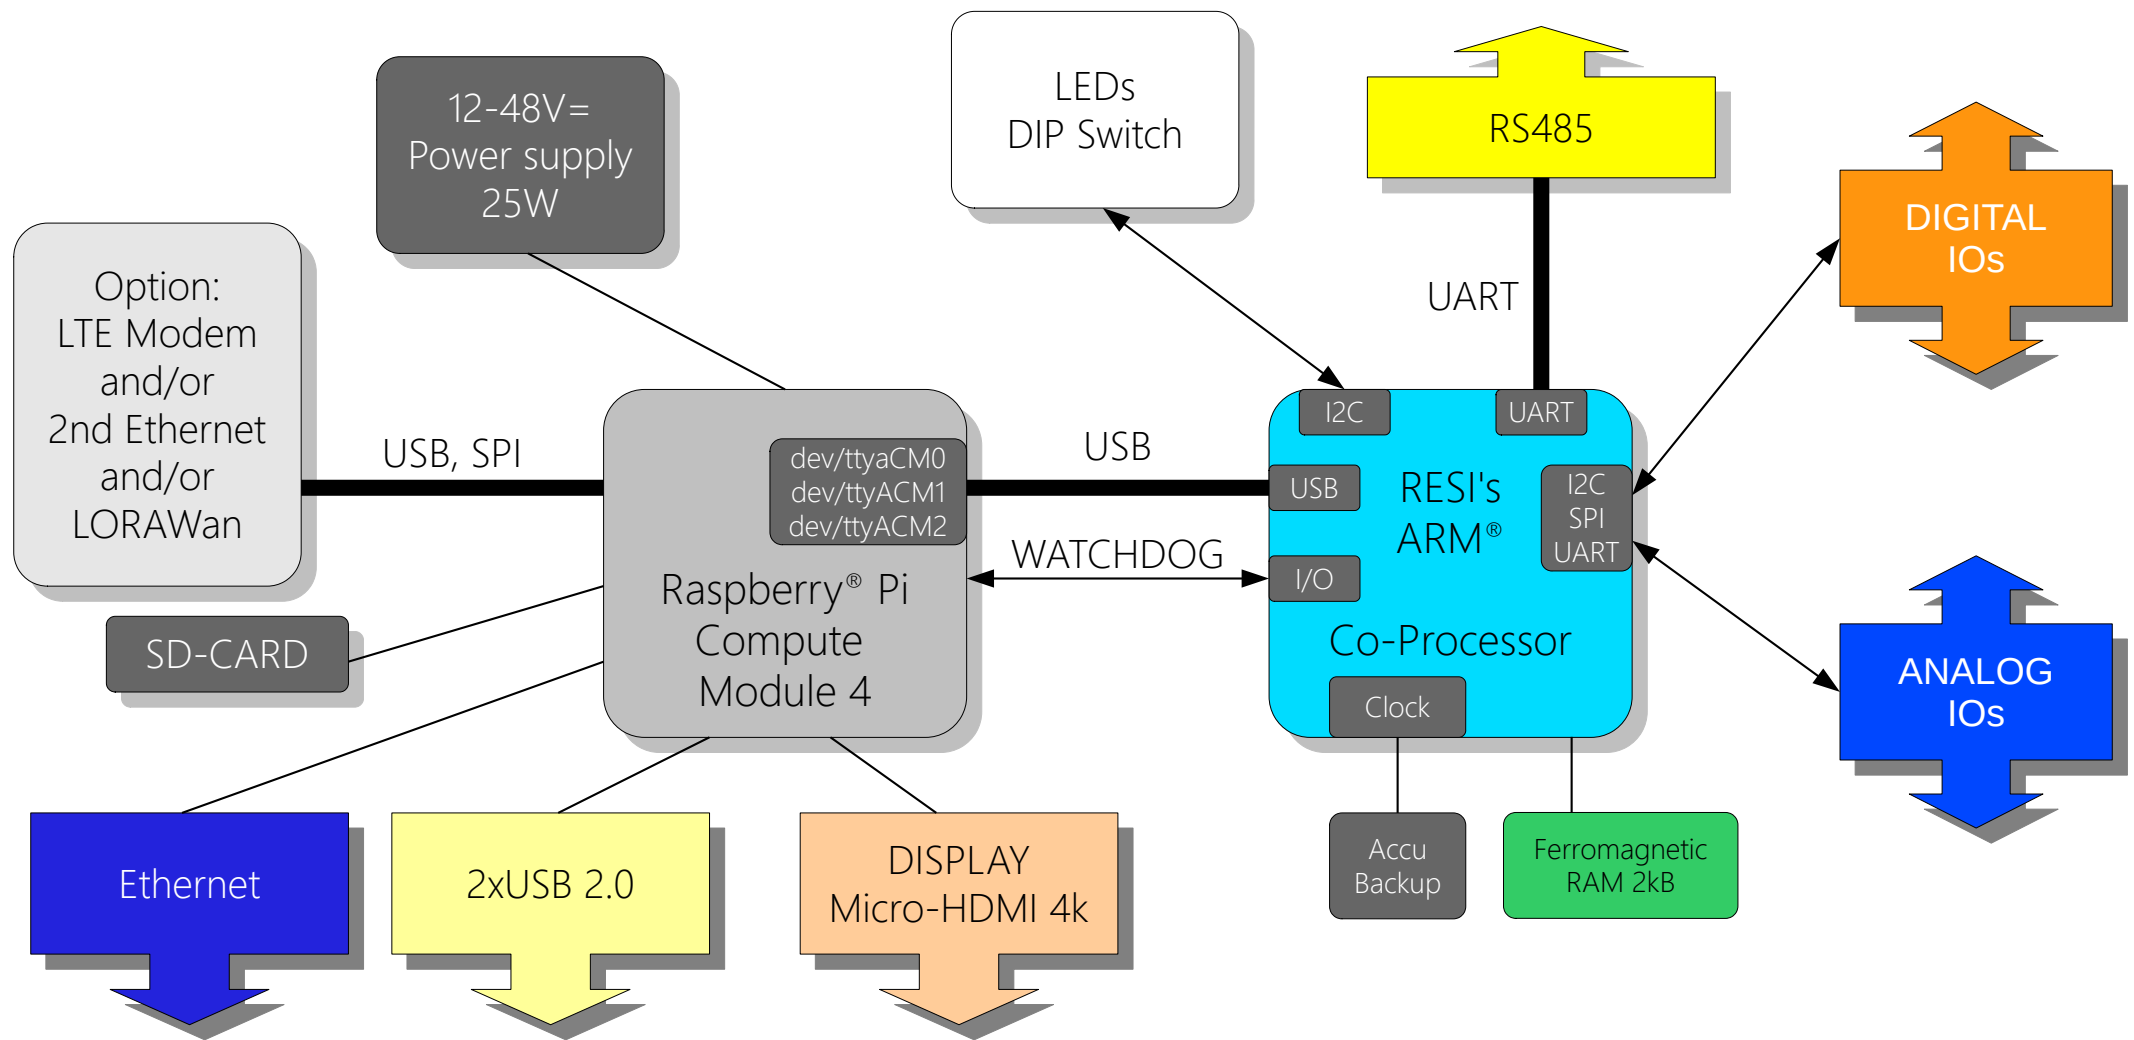 12-48V=
Power supply
25W
LEDs
DIP Switch
RS485
DIGITAL
IOs
Option:
LTE Modem
and/or
2nd Ethernet
and/or
LORAWan
USB, SPI
UART
dev/ttyaCM0
dev/ttyACM1
dev/ttyACM2
Raspberry® Pi
Compute
Module 4
USB
WATCHDOG
I2C
UART
USB
I/O
RESI's
ARM®
Co-Processor
I2C
SPI
UART
Clock
SD-CARD
ANALOG
IOs
Ethernet
2xUSB 2.0
DISPLAY
Micro-HDMI 4k
Accu
Backup
Ferromagnetic
RAM 2kB